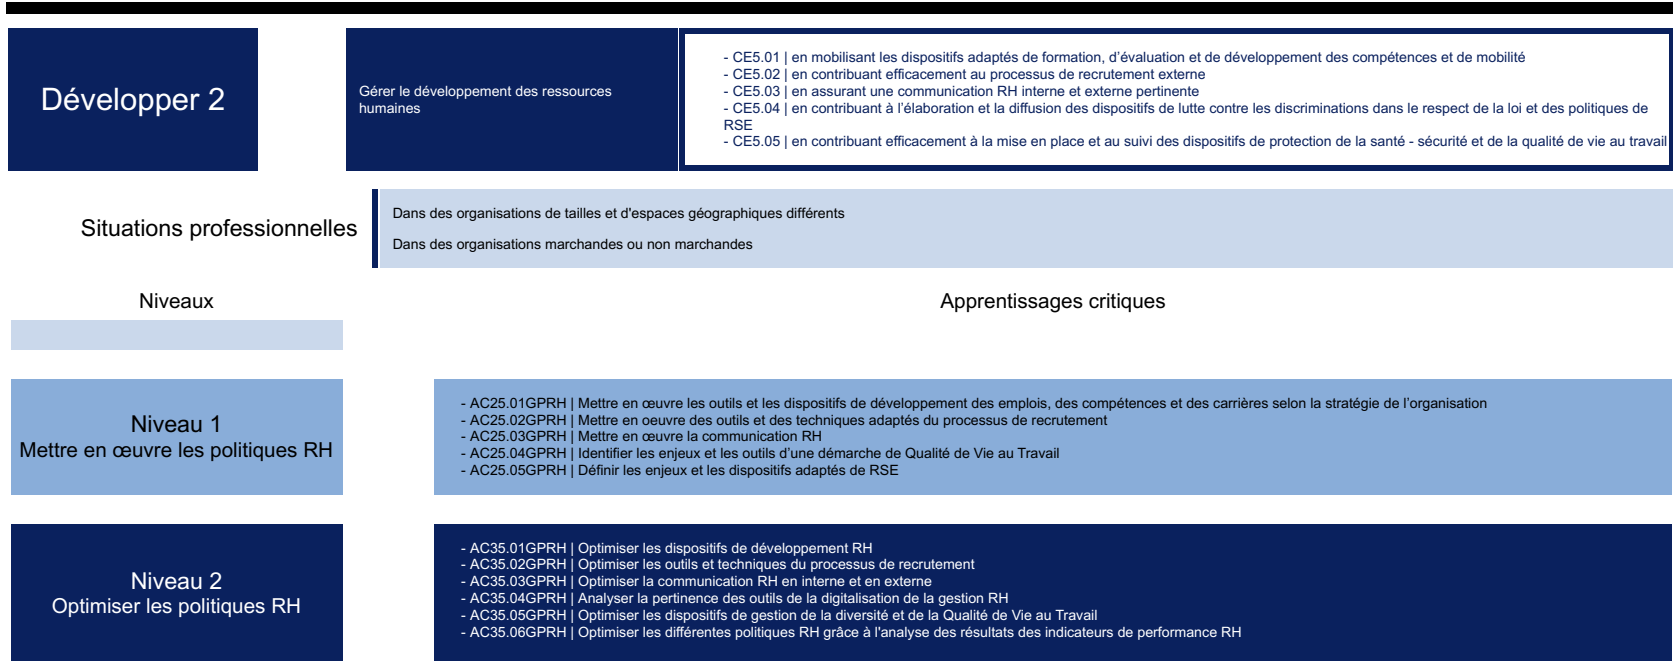 Développer 2
Gérer le développement des ressources
humaines
- CE5.01 | en mobilisant les dispositifs adaptés de formation, d'évaluation et de développement des compétences et de mobilité
- CE5.02 | en contribuant efficacement au processus de recrutement externe
- CE5.03 | en assurant une communication RH interne et externe pertinente
- CE5.04 | en contribuant à l'élaboration et la diffusion des dispositifs de lutte contre les discriminations dans le respect de la loi et des politiques de
RSE
- CE5.05 | en contribuant efficacement à la mise en place et au suivi des dispositifs de protection de la santé - sécurité et de la qualité de vie au travail
Situations professionnelles
Dans des organisations de tailles et d'espaces géographiques différents
Dans des organisations marchandes ou non marchandes
Niveaux
Apprentissages critiques
Niveau 1
Mettre en œuvre les politiques RH
- AC25.01GPRH | Mettre en œuvre les outils et les dispositifs de développement des emplois, des compétences et des carrières selon la stratégie de l'organisation
- AC25.02GPRH | Mettre en oeuvre des outils et des techniques adaptés du processus de recrutement
- AC25.03GPRH | Mettre en œuvre la communication RH
- AC25.04GPRH | Identifier les enjeux et les outils d'une démarche de Qualité de Vie au Travail
- AC25.05GPRH | Définir les enjeux et les dispositifs adaptés de RSE
Niveau 2
Optimiser les politiques RH
- AC35.01GPRH | Optimiser les dispositifs de développement RH
- AC35.02GPRH | Optimiser les outils et techniques du processus de recrutement
- AC35.03GPRH | Optimiser la communication RH en interne et en externe
- AC35.04GPRH | Analyser la pertinence des outils de la digitalisation de la gestion RH
- AC35.05GPRH | Optimiser les dispositifs de gestion de la diversité et de la Qualité de Vie au Travail
- AC35.06GPRH | Optimiser les différentes politiques RH grâce à l'analyse des résultats des indicateurs de performance RH